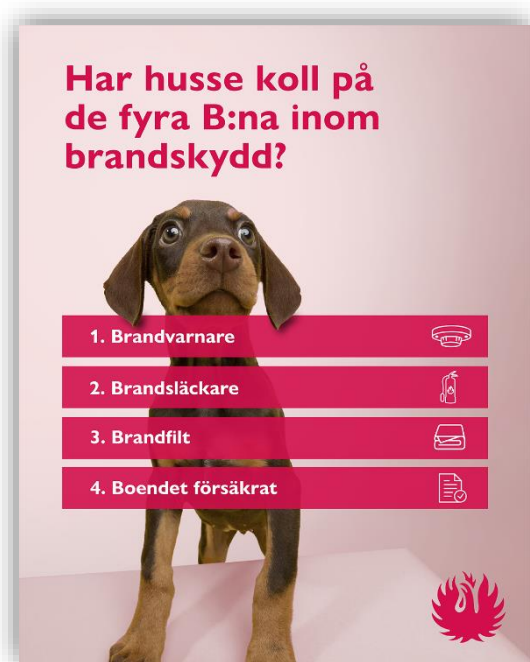 Har husse koll på
de fyra B:na inom
brandskydd?
1. Brandvarnare
2. Brandsläckare
3. Brandfilt
4. Boendet försäkrat